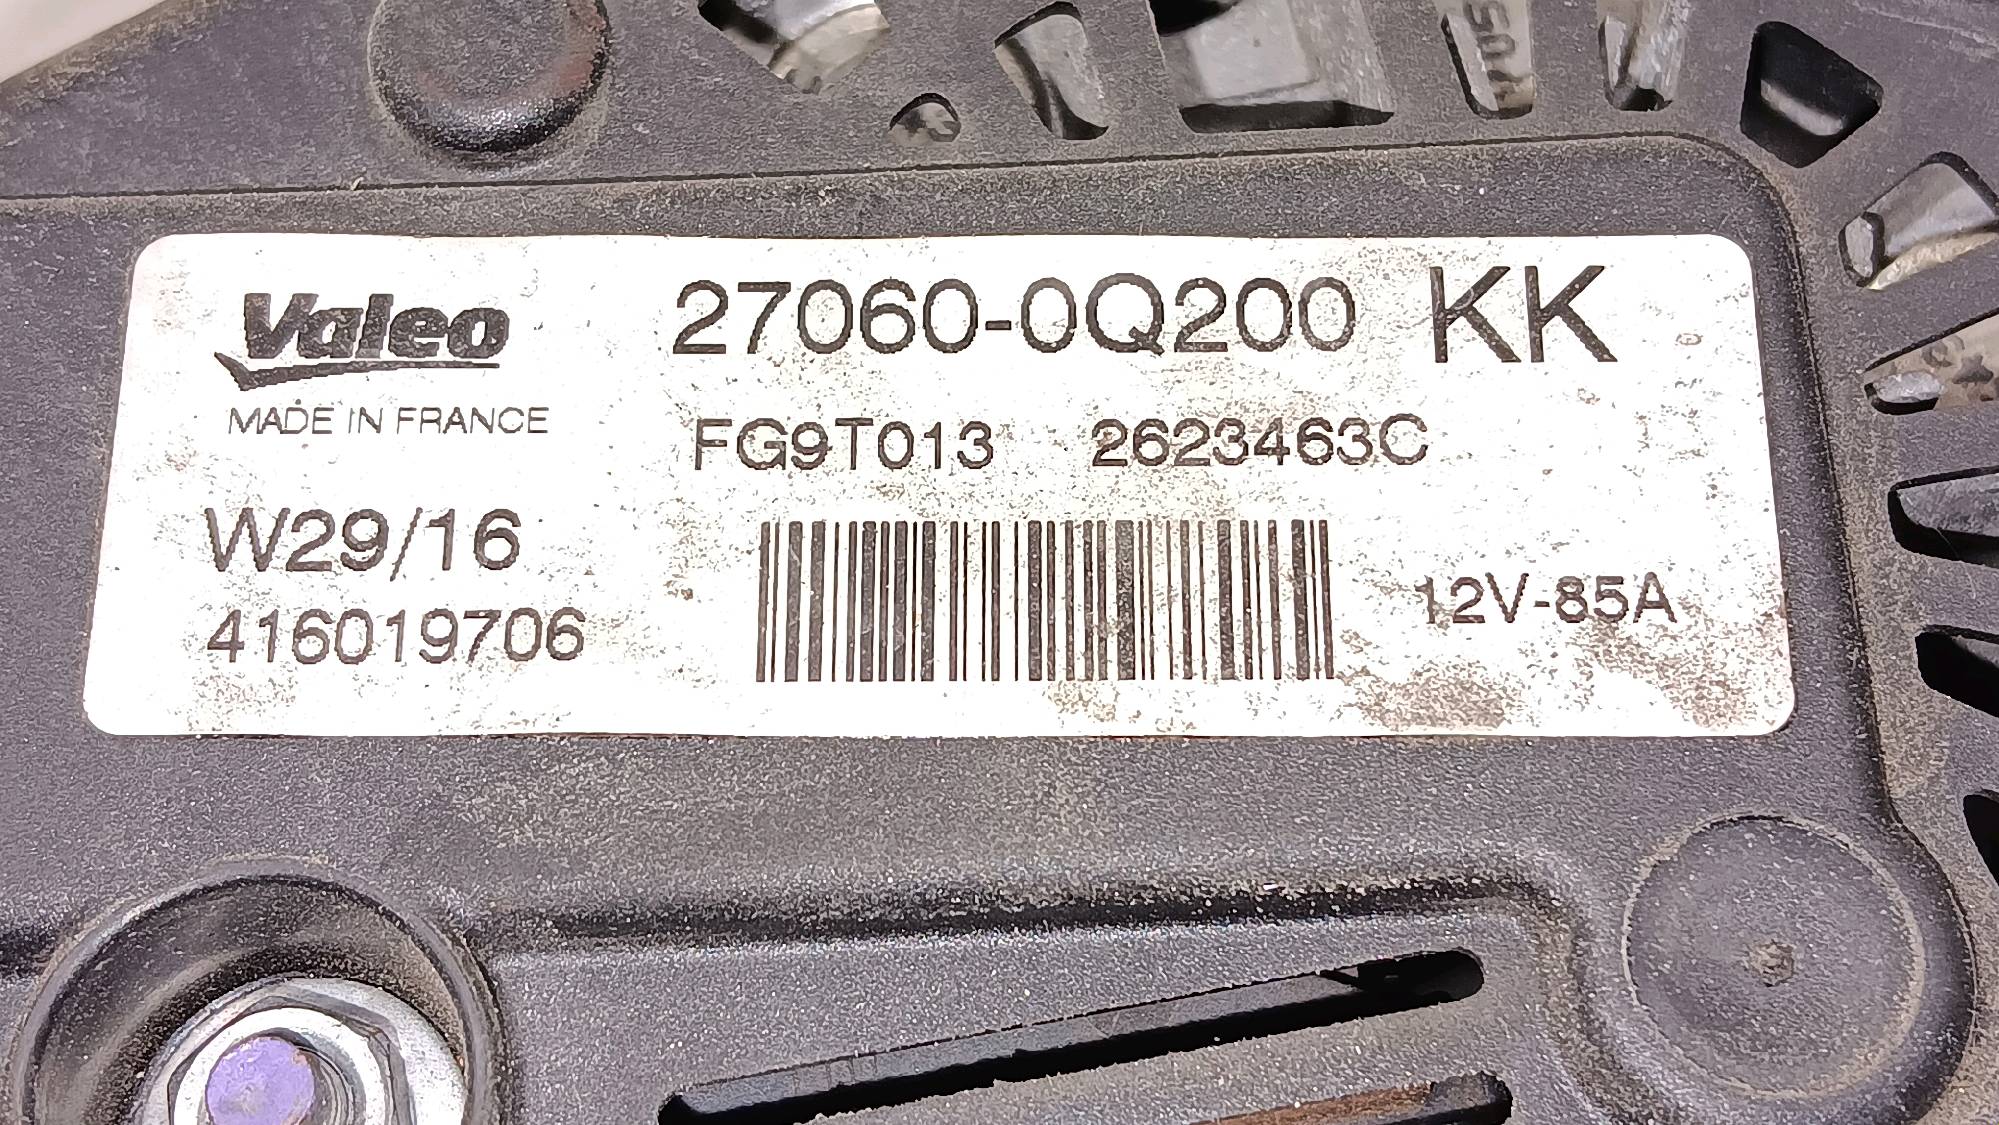 Valeo
MADE IN FRANCE
27060-0Q200 KK
FG9T013 2623463C
W29/16
416019706
12V-85A